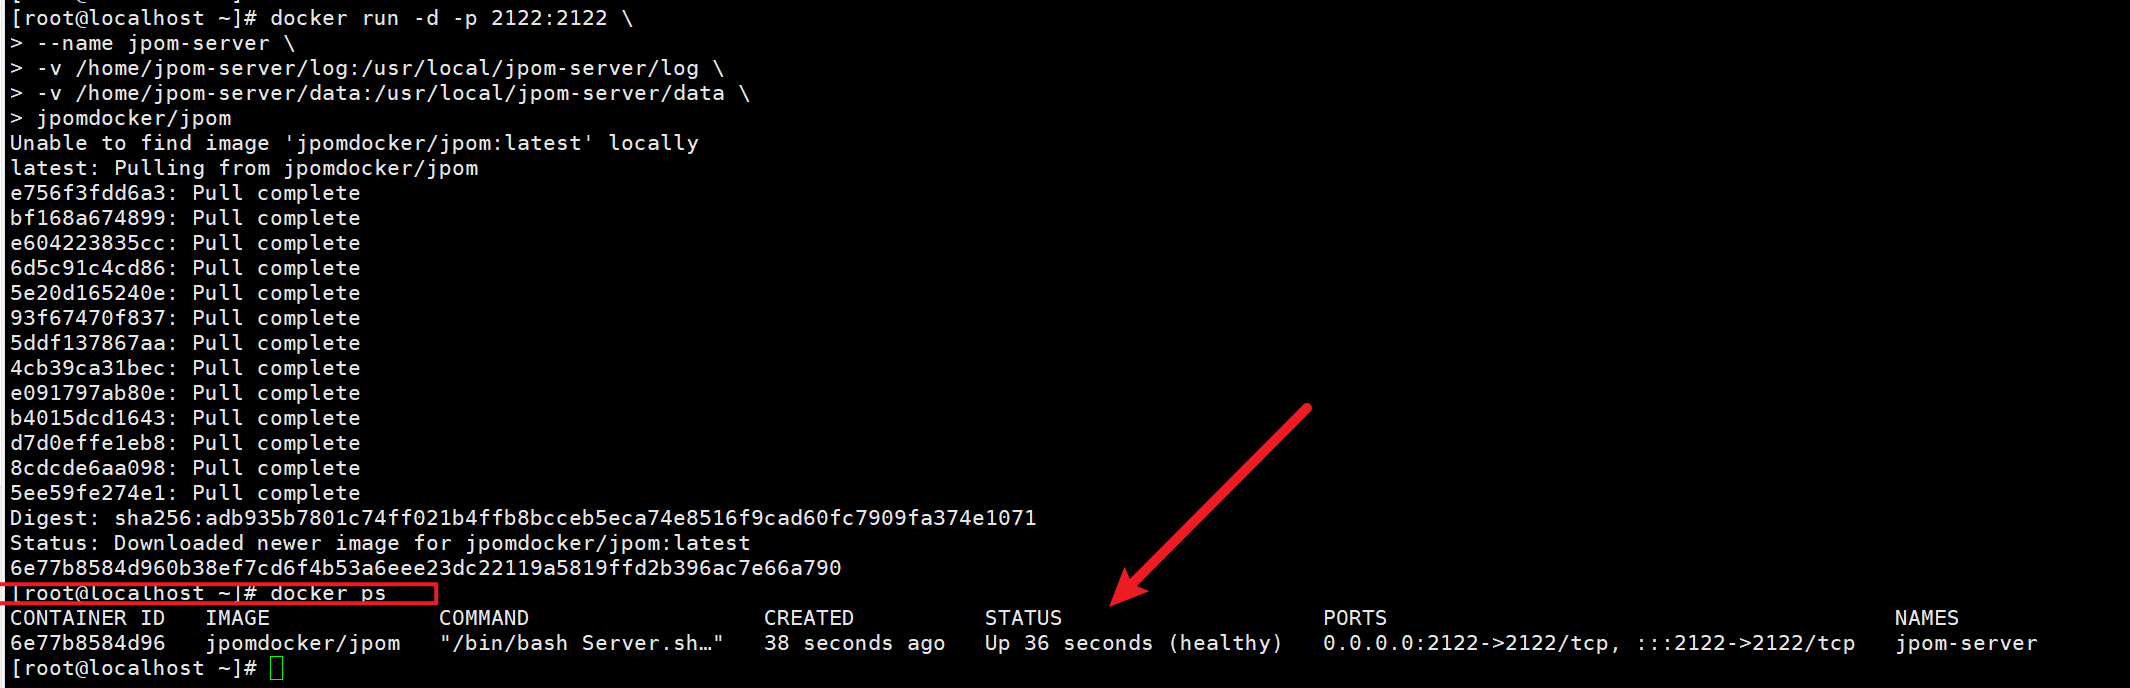 [root@localhost ~]# docker run -d -p 2122:2122 \
> --name jpom-server \
> -v /home/jpom-server/log:/usr/local/jpom-server/log \
> -v /home/jpom-server/data:/usr/local/jpom-server/data \
> jpomdocker/jpom
Unable to find image 'jpomdocker/jpom:latest' locally
latest: Pulling from jpomdocker/jpom
e756f3fdd6a3: Pull complete
bf168a674899: Pull complete
e604223835cc: Pull complete
6d5c91c4cd86: Pull complete
5e20d165240e: Pull complete
93f67470f837: Pull complete
5ddf137867aa: Pull complete
4cb39ca31bec: Pull complete
e091797ab80e: Pull complete
b4015dcd1643: Pull complete
d7d0effe1eb8: Pull complete
8cdcde6aa098: Pull complete
5ee59fe274e1: Pull complete
Digest: sha256:adb935b7801c74ff021b4ffb8bcceb5eca74e8516f9cad60fc7909fa374e1071
Status: Downloaded newer image for jpomdocker/jpom:latest
6e77b8584d960b38ef7cd6f4b53a6eee23dc22119a5819ffd2b396ac7e66a790
[root@localhost ~]# docker ps
CONTAINER ID   IMAGE             COMMAND                  CREATED          STATUS                    PORTS                                       NAMES
6e77b8584d96   jpomdocker/jpom   "/bin/bash Server.sh…"   38 seconds ago   Up 36 seconds (healthy)   0.0.0.0:2122->2122/tcp, :::2122->2122/tcp   jpom-server
[root@localhost ~]#